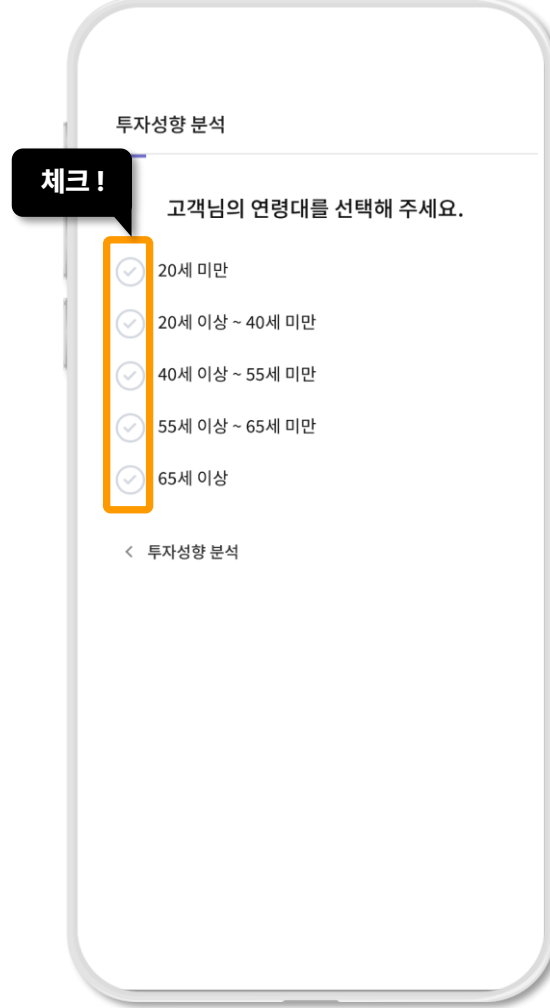 투자성향 분석
체크 !
고객님의 연령대를 선택해 주세요.
20세 미만
20세 이상 ~ 40세 미만
40세 이상 ~ 55세 미만
55세 이상 ~ 65세 미만
65세 이상
< 투자성향 분석